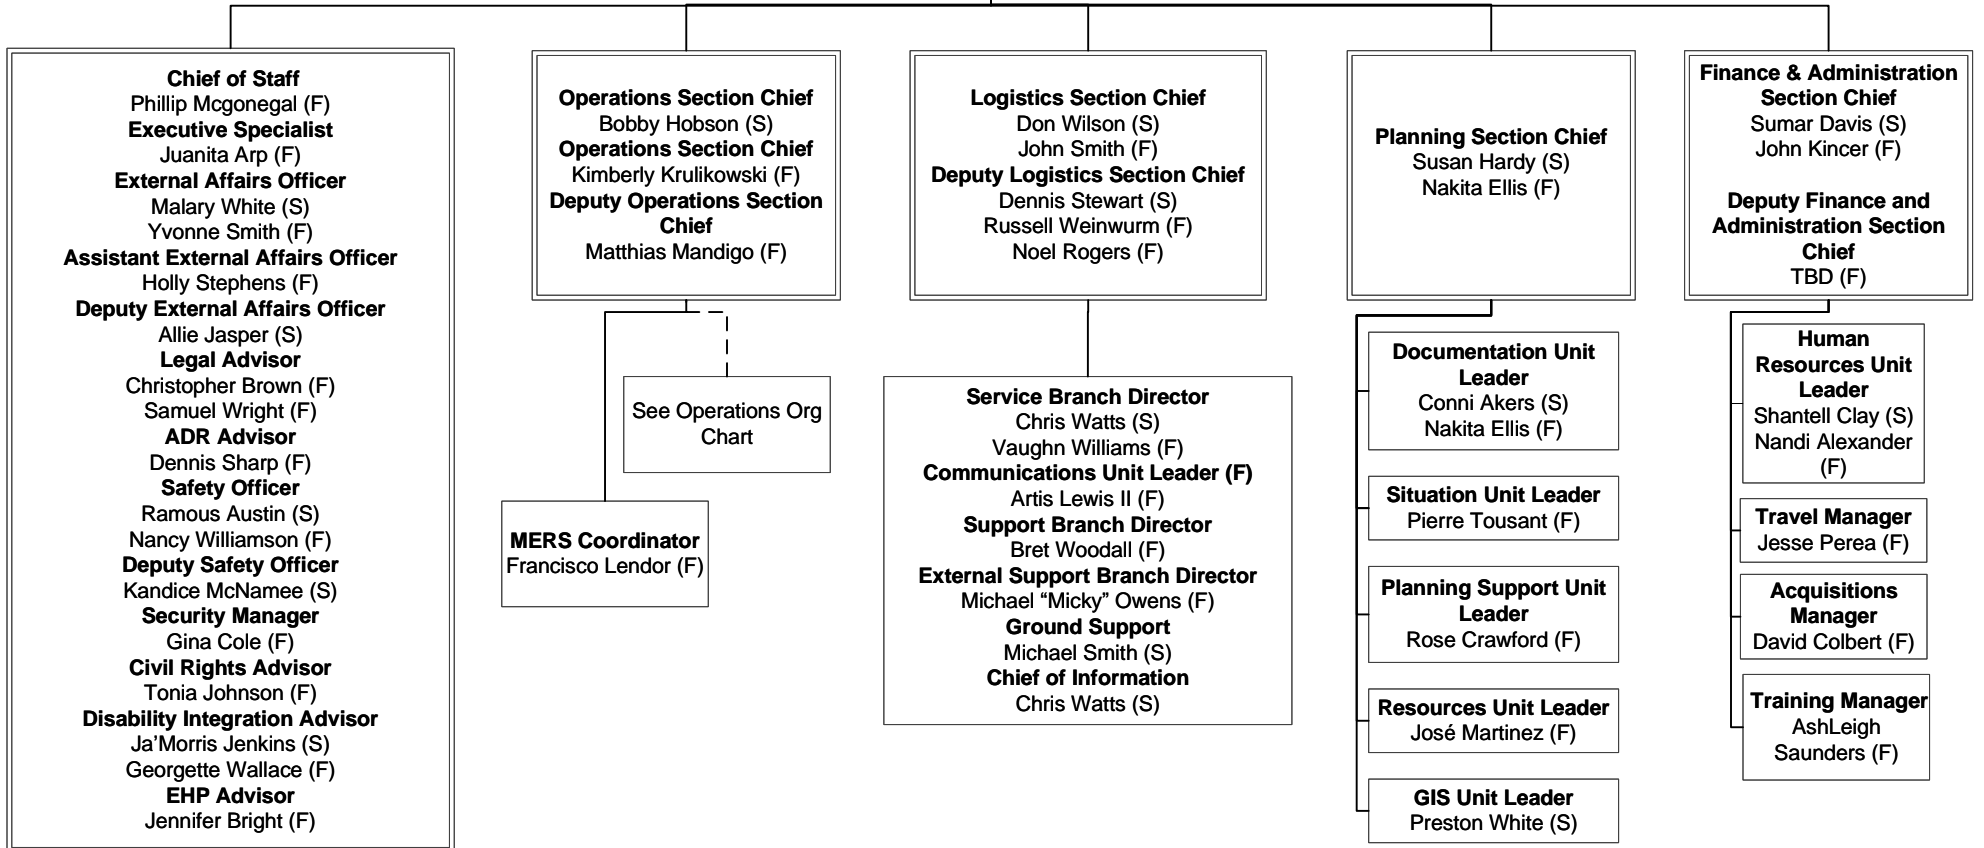 Chief of Staff
Phillip Mcgonegal (F)
Executive Specialist
Juanita Arp (F)
External Affairs Officer
Malary White (S)
Yvonne Smith (F)
Assistant External Affairs Officer
Holly Stephens (F)
Deputy External Affairs Officer
Allie Jasper (S)
Legal Advisor
Christopher Brown (F)
Samuel Wright (F)
ADR Advisor
Dennis Sharp (F)
Safety Officer
Ramous Austin (S)
Nancy Williamson (F)
Deputy Safety Officer
Kandice McNamee (S)
Security Manager
Gina Cole (F)
Civil Rights Advisor
Tonia Johnson (F)
Disability Integration Advisor
Ja’Morris Jenkins (S)
Georgette Wallace (F)
EHP Advisor
Jennifer Bright (F)
Operations Section Chief
Bobby Hobson (S)
Operations Section Chief
Kimberly Krulikowski (F)
Deputy Operations Section
Chief
Matthias Mandigo (F)
See Operations Org
Chart
MERS Coordinator
Francisco Lendor (F)
Logistics Section Chief
Don Wilson (S)
John Smith (F)
Deputy Logistics Section Chief
Dennis Stewart (S)
Russell Weinwurm (F)
Noel Rogers (F)
Service Branch Director
Chris Watts (S)
Vaughn Williams (F)
Communications Unit Leader (F)
Artis Lewis II (F)
Support Branch Director
Bret Woodall (F)
External Support Branch Director
Michael “Micky” Owens (F)
Ground Support
Michael Smith (S)
Chief of Information
Chris Watts (S)
Planning Section Chief
Susan Hardy (S)
Nakita Ellis (F)
Documentation Unit
Leader
Conni Akers (S)
Nakita Ellis (F)
Situation Unit Leader
Pierre Tousant (F)
Planning Support Unit
Leader
Rose Crawford (F)
Resources Unit Leader
José Martinez (F)
GIS Unit Leader
Preston White (S)
Finance & Administration
Section Chief
Sumar Davis (S)
John Kincer (F)
Deputy Finance and
Administration Section
Chief
TBD (F)
Human
Resources Unit
Leader
Shantell Clay (S)
Nandi Alexander
(F)
Travel Manager
Jesse Perea (F)
Acquisitions
Manager
David Colbert (F)
Training Manager
AshLeigh
Saunders (F)